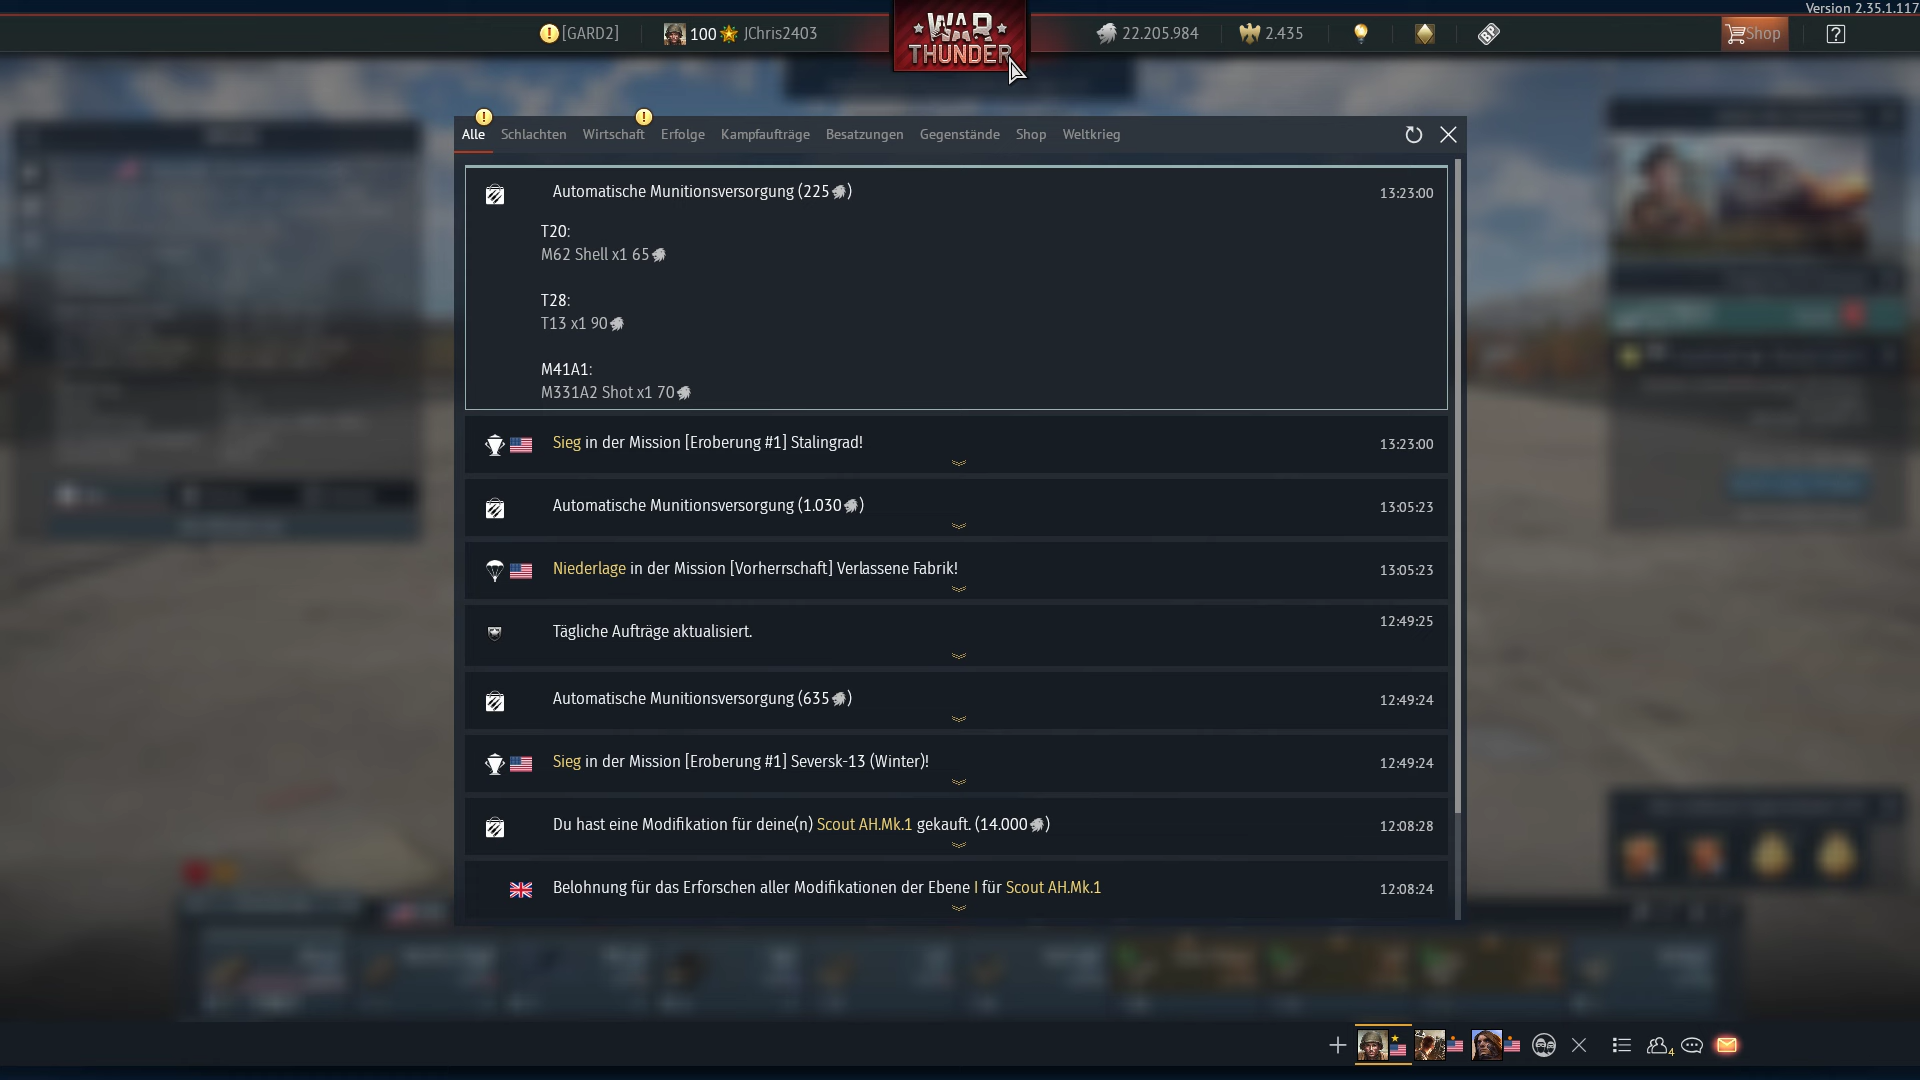 Version 2.35.1.117
[GARD2]
100 JChris2403
WAR THUNDER
22.205.984
2.435
BP
Shop
?
Alle Schlachten Wirtschaft Erfolge Kampfaufträge Besatzungen Gegenstände Shop Weltkrieg
Automatische Munitionsversorgung (225) 13:23:00
T20:
M62 Shell x1 65
T28:
T13 x1 90
M41A1:
M331A2 Shot x1 70
Sieg in der Mission [Eroberung #1] Stalingrad! 13:23:00
Automatische Munitionsversorgung (1.030) 13:05:23
Niederlage in der Mission [Vorherrschaft] Verlassene Fabrik! 13:05:23
Tägliche Aufträge aktualisiert. 12:49:25
Automatische Munitionsversorgung (635) 12:49:24
Sieg in der Mission [Eroberung #1] Seversk-13 (Winter)! 12:49:24
Du hast eine Modifikation für deine(n) Scout AH.Mk.1 gekauft. (14.000) 12:08:28
Belohnung für das Erforschen aller Modifikationen der Ebene I für Scout AH.Mk.1 12:08:24
4